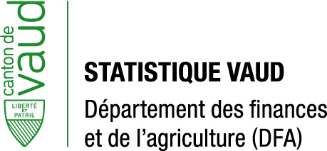 canton de
vaud
LIBERTÉ
ET
PATRIE
STATISTIQUE VAUD
Département des finances
et de l'agriculture (DFA)